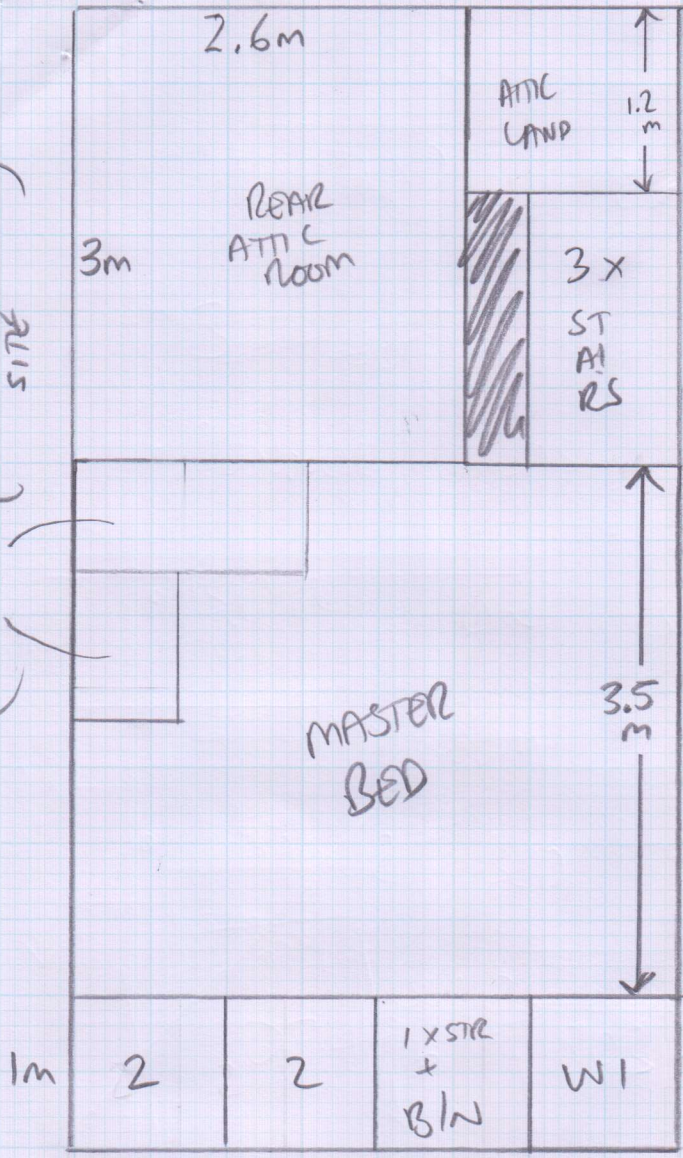 2.6m
ATTIC
LAND
1.2
m
REAR
ATTIC
ROOM
3m
3 X
ST
AI
RS
3.5
m
MASTER
BED
1m
2
2
1 X STR
+
B/N
W1